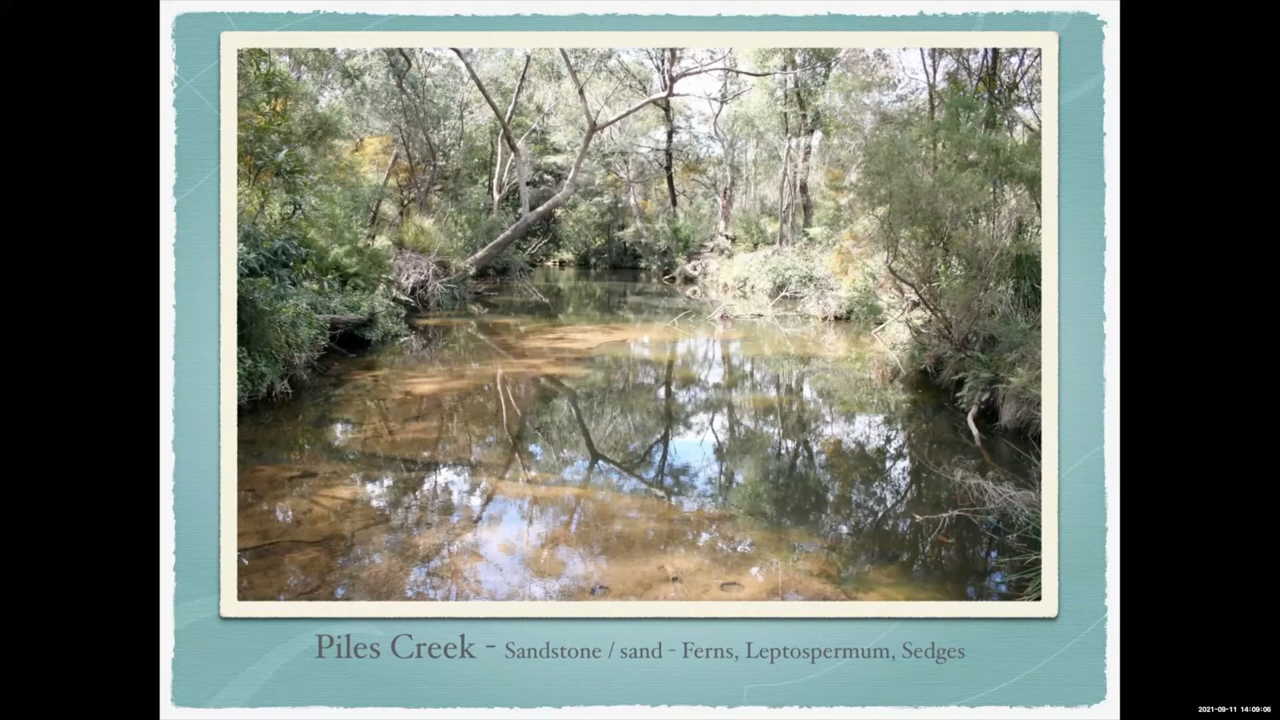 Piles Creek - Sandstone / sand - Ferns, Leptospermum, Sedges
2021-09-11 14:09:06